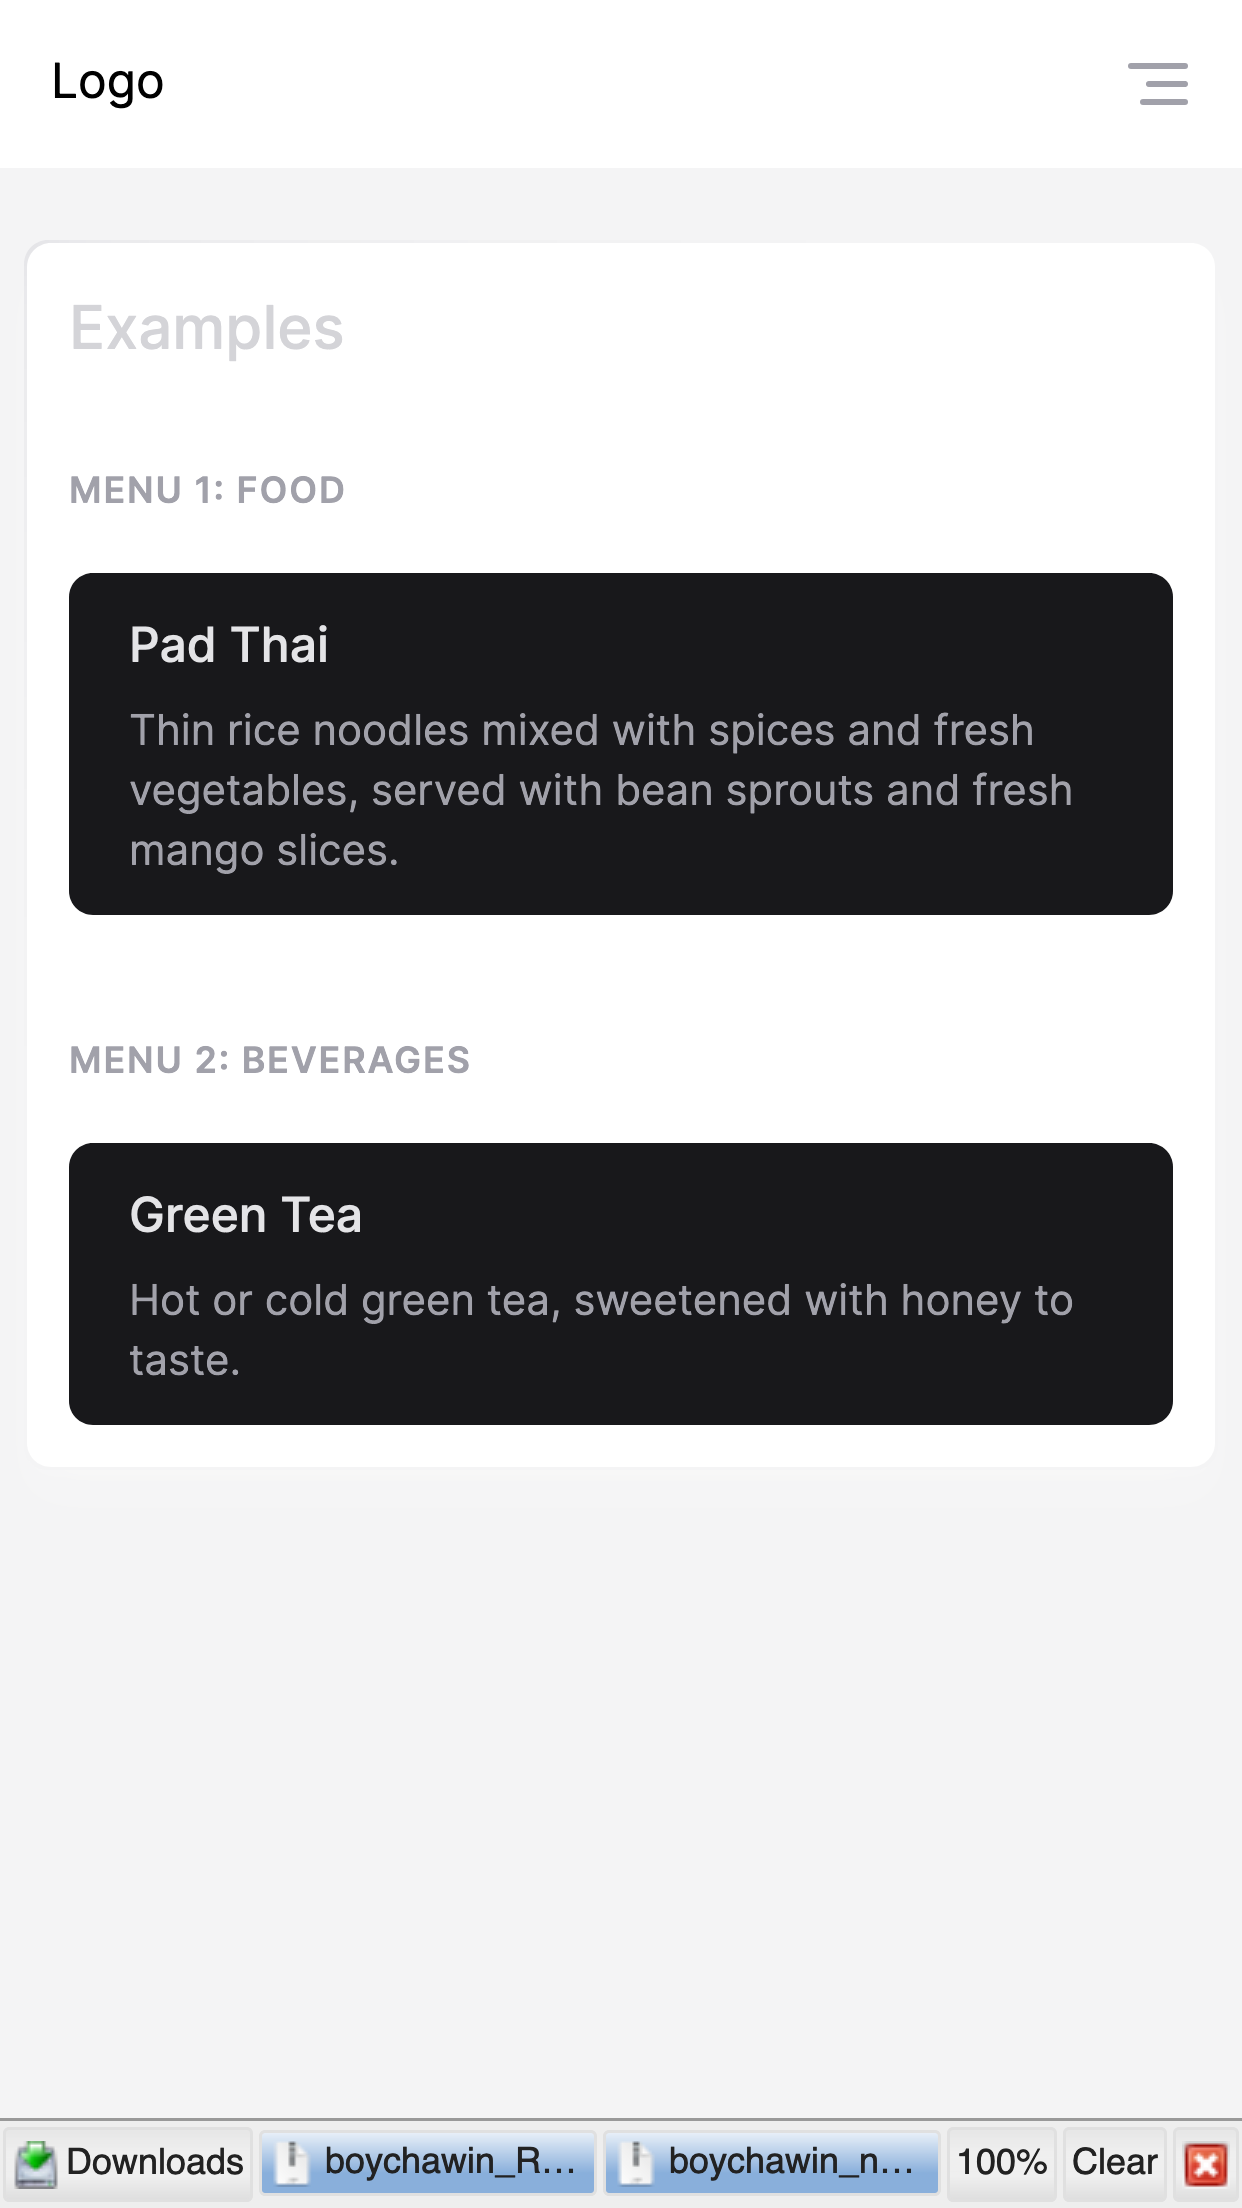 Logo
Examples
MENU 1: FOOD
Pad Thai
Thin rice noodles mixed with spices and fresh
vegetables, served with bean sprouts and fresh
mango slices.
MENU 2: BEVERAGES
Green Tea
Hot or cold green tea, sweetened with honey to
taste.
Downloads boychawin_R... boychawin_n... 100% Clear